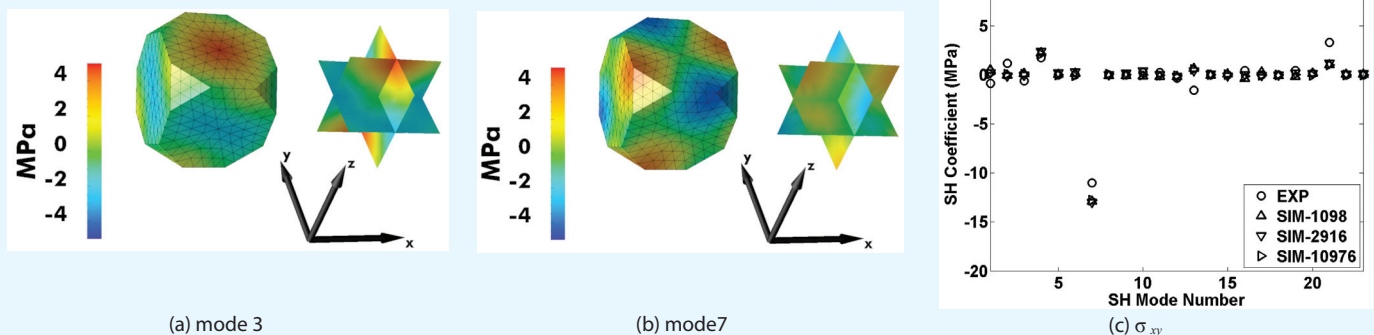 4
2
0
-2
-4
MPa
y
z
x
4
2
0
-2
-4
MPa
y
z
x
5
0
-5
-10
-15
-20
SH Coefficient (MPa)
5
10
15
20
SH Mode Number
EXP
SIM-1098
SIM-2916
SIM-10976
(a) mode 3
(b) mode7
(c) σxy